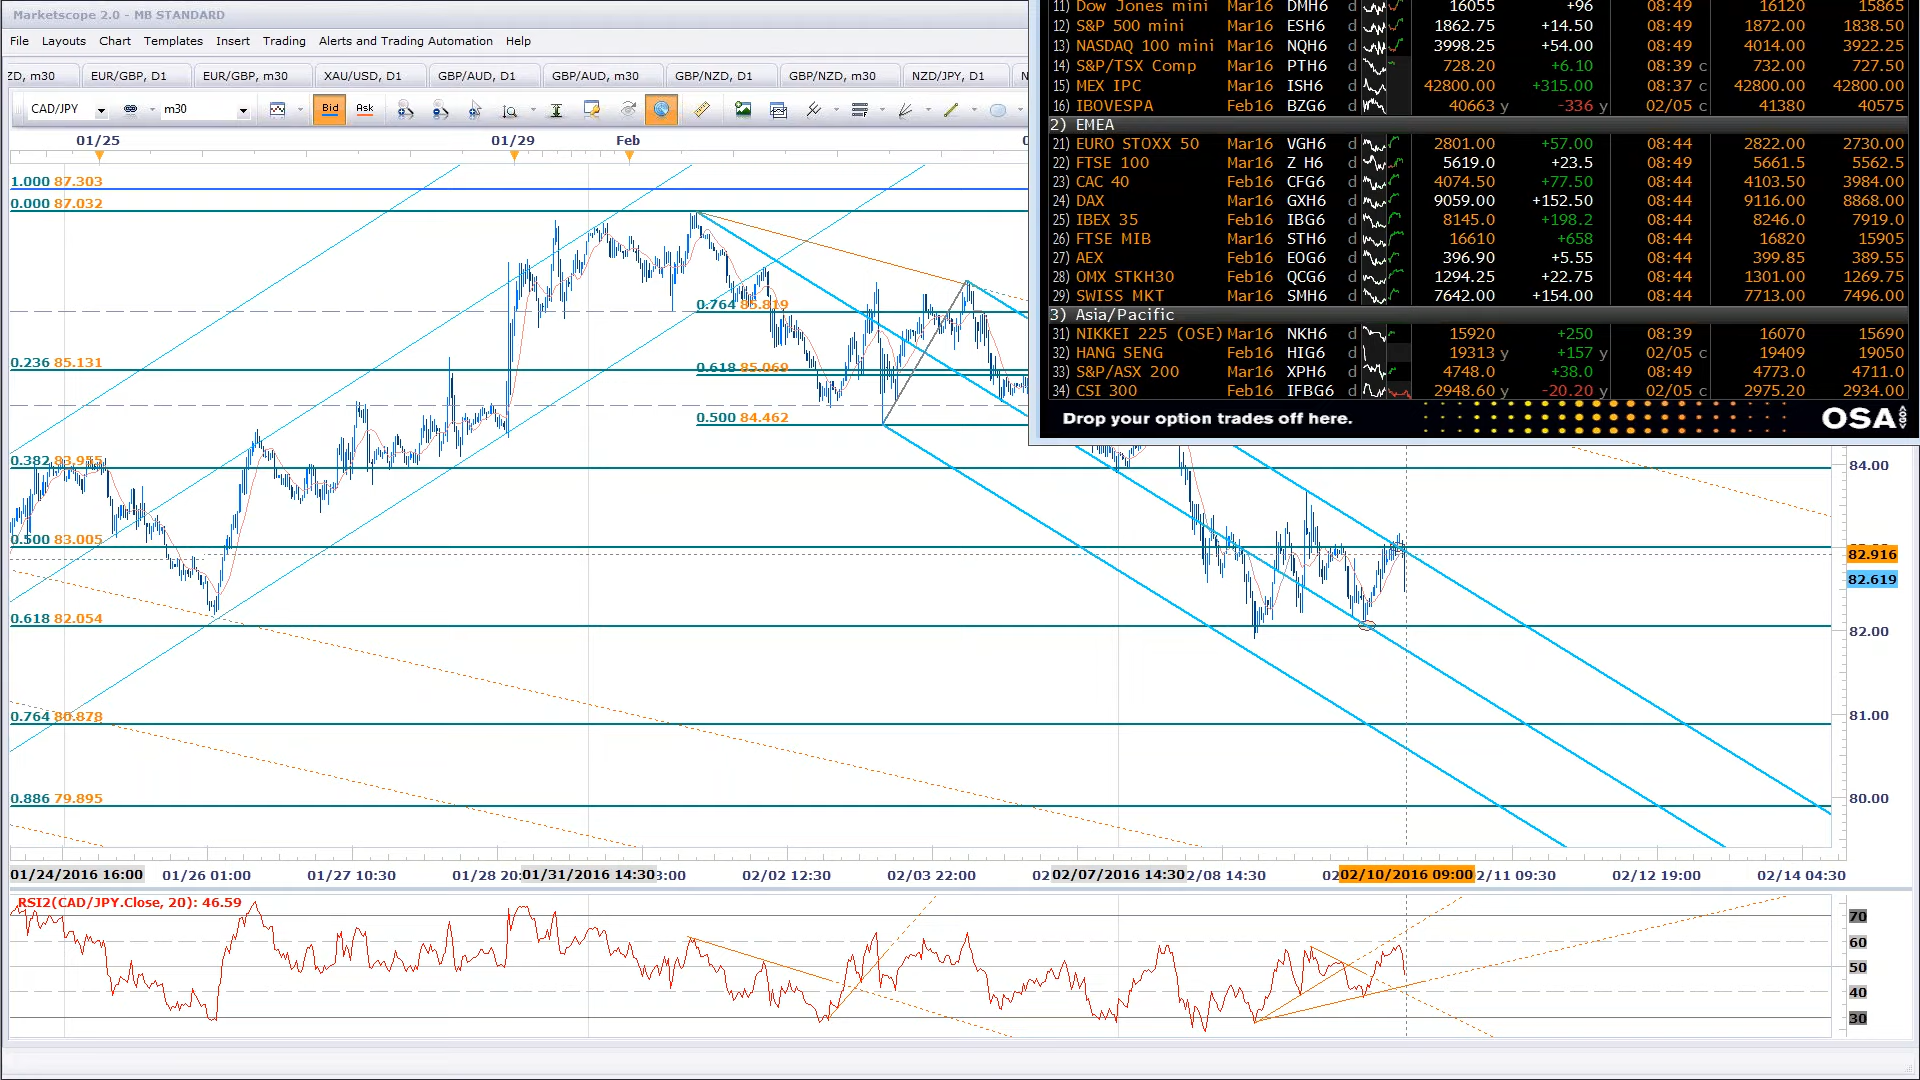 Marketscope 2.0 - MB STANDARD
File Layouts Chart Templates Insert Trading Alerts and Trading Automation Help
ZD, m30 EUR/GBP, D1 EUR/GBP, m30 XAU/USD, D1 GBP/AUD, D1 GBP/AUD, m30 GBP/NZD, D1 GBP/NZD, m30 NZD/JPY, D1 N
CAD/JPY m30 Bid Ask
01/25 01/29 Feb
11) Dow Jones mini Mar16 DMH6 d 16055 +96 08:49 16120 15865
12) S&P 500 mini Mar16 ESH6 d 1862.75 +14.50 08:49 1872.00 1838.50
13) NASDAQ 100 mini Mar16 NQH6 d 3998.25 +54.00 08:49 4014.00 3922.25
14) S&P/TSX Comp Mar16 PTH6 d 728.20 +6.10 08:39 c 732.00 727.50
15) MEX IPC Mar16 ISH6 d 42800.00 +315.00 08:37 c 42800.00 42800.00
16) IBOVESPA Feb16 BZG6 d 40663 y -336 y 02/05 c 41380 40575
2) EMEA
21) EURO STOXX 50 Mar16 VGH6 d 2801.00 +57.00 08:44 2822.00 2730.00
22) FTSE 100 Mar16 Z H6 d 5619.0 +23.5 08:49 5661.5 5562.5
23) CAC 40 Feb16 CFG6 d 4074.50 +77.50 08:44 4103.50 3984.00
24) DAX Mar16 GXH6 d 9059.00 +152.50 08:44 9116.00 8868.00
25) IBEX 35 Feb16 IBG6 d 8145.0 +198.2 08:44 8246.0 7919.0
26) FTSE MIB Mar16 STH6 d 16610 +658 08:44 16820 15905
27) AEX Feb16 EOG6 d 396.90 +5.55 08:44 399.85 389.55
28) OMX STKH30 Feb16 QCG6 d 1294.25 +22.75 08:44 1301.00 1269.75
29) SWISS MKT Mar16 SMH6 d 7642.00 +154.00 08:44 7713.00 7496.00
3) Asia/Pacific
31) NIKKEI 225 (OSE) Mar16 NKH6 d 15920 +250 08:39 16070 15690
32) HANG SENG Feb16 HIG6 d 19313 y +157 y 02/05 c 19409 19050
33) S&P/ASX 200 Mar16 XPH6 d 4748.0 +38.0 08:49 4773.0 4711.0
34) CSI 300 Feb16 IFBG6 d 2948.60 y -20.20 y 02/05 c 2975.20 2934.00
Drop your option trades off here. OSA
1.000 87.303
0.000 87.032
0.764 85.819
0.236 85.131
0.618 85.069
0.500 84.462
0.382 83.955
84.00
0.500 83.005
82.916
82.619
0.618 82.054
82.00
0.764 80.878
81.00
0.886 79.895
80.00
01/24/2016 16:00 01/26 01:00 01/27 10:30 01/28 20:0 01/31/2016 14:30 3:00 02/02 12:30 02/03 22:00 02 02/07/2016 14:30 2/08 14:30 02 02/10/2016 09:00 2/11 09:30 02/12 19:00 02/14 04:30
RSI2(CAD/JPY.Close, 20): 46.59
70
60
50
40
30